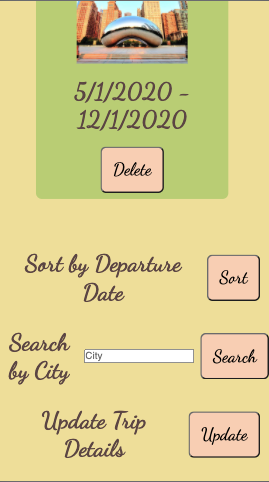 5/1/2020 -
12/1/2020
Delete
Sort by Departure
Date
Sort
Search
by City
City
Search
Update Trip
Details
Update